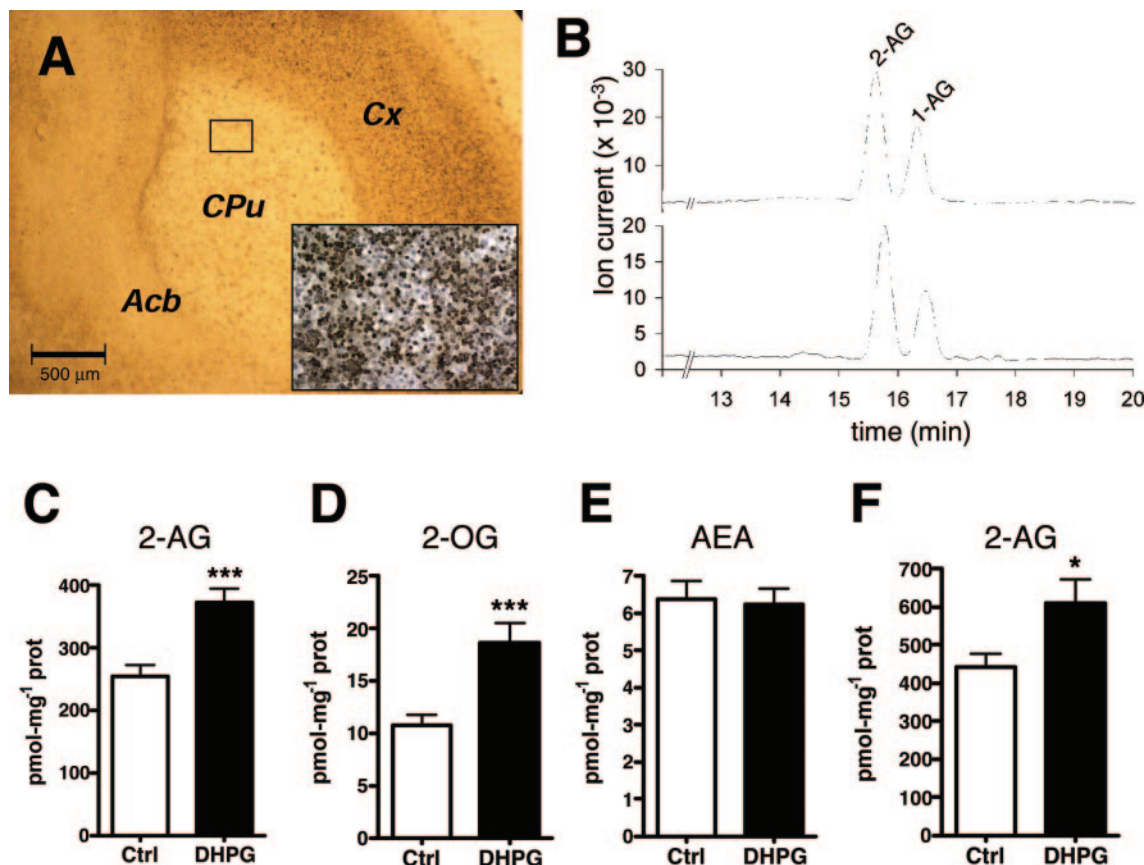 A
Cx
CPu
Acb
500 µm
B
2-AG
1-AG
30
20
10
20
15
10
5
0
Ion current (x 10-3)
13 14 15 16 17 18 19 20
time (min)
C
2-AG
***
400
300
200
100
0
pmol-mg-1 prot
Ctrl DHPG
D
2-OG
***
25
20
15
10
5
0
pmol-mg-1 prot
Ctrl DHPG
E
AEA
7
6
5
4
3
2
1
0
pmol-mg-1 prot
Ctrl DHPG
F
2-AG
*
700
600
500
400
300
200
100
0
pmol-mg-1 prot
Ctrl DHPG